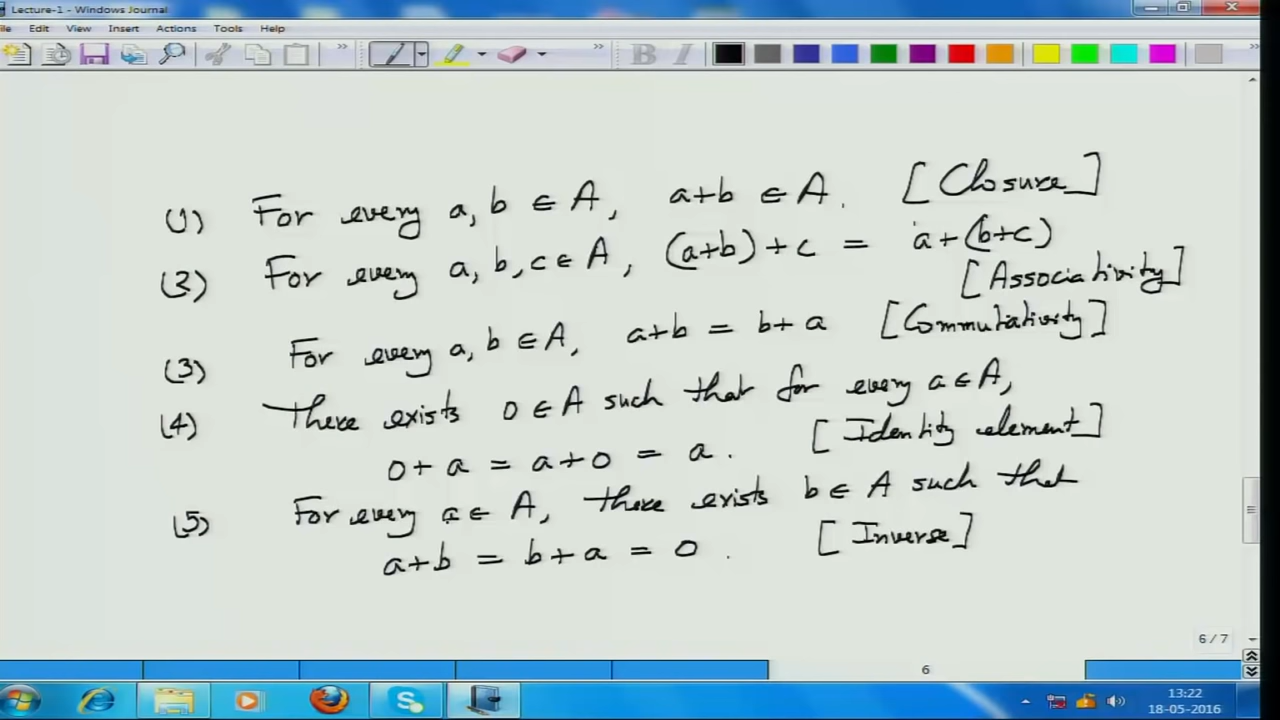 Lecture-1 - Windows Journal
ile Edit View Insert Actions Tools Help
(1) For every a, b ∈ A, a+b ∈ A. [Closure]
(2) For every a, b, c ∈ A, (a+b)+c = a+(b+c)
[Associativity]
(3) For every a, b ∈ A, a+b = b+a [Commutativity]
(4) There exists 0 ∈ A such that for every a ∈ A,
0+a = a+0 = a. [Identity element]
(5) For every a ∈ A, there exists b ∈ A such that
a+b = b+a = 0. [Inverse]
6 / 7
6
13:22
18-05-2016